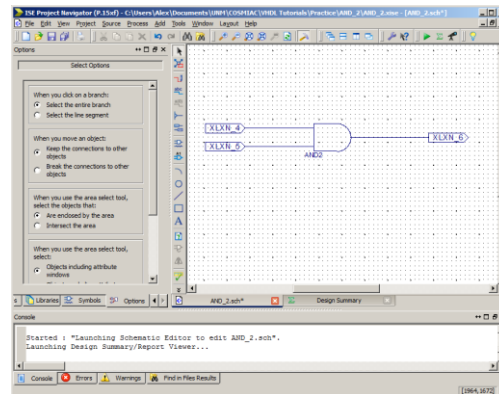 ISE Project Navigator (P.15xf) - C:\Users\Alex\Documents\UNM\COSMIAC\VHDL Tutorials\Practice\AND_2\AND_2.xise - [AND_2.sch*]
File Edit View Project Source Process Add Tools Window Layout Help
Options
Select Options
When you click on a branch:
Select the entire branch
Select the line segment
When you move an object:
Keep the connections to other
objects
Break the connections to other
objects
When you use the area select tool,
select the objects that:
Are enclosed by the area
Intersect the area
When you use the area select tool,
select:
Objects including attribute
windows
XLXN_4
XLXN_5
AND2
XLXN_6
Libraries Symbols Options
AND_2.sch*
Design Summary
Console
Started : "Launching Schematic Editor to edit AND_2.sch".
Launching Design Summary/Report Viewer...
Console Errors Warnings Find in Files Results
[1964,1672]